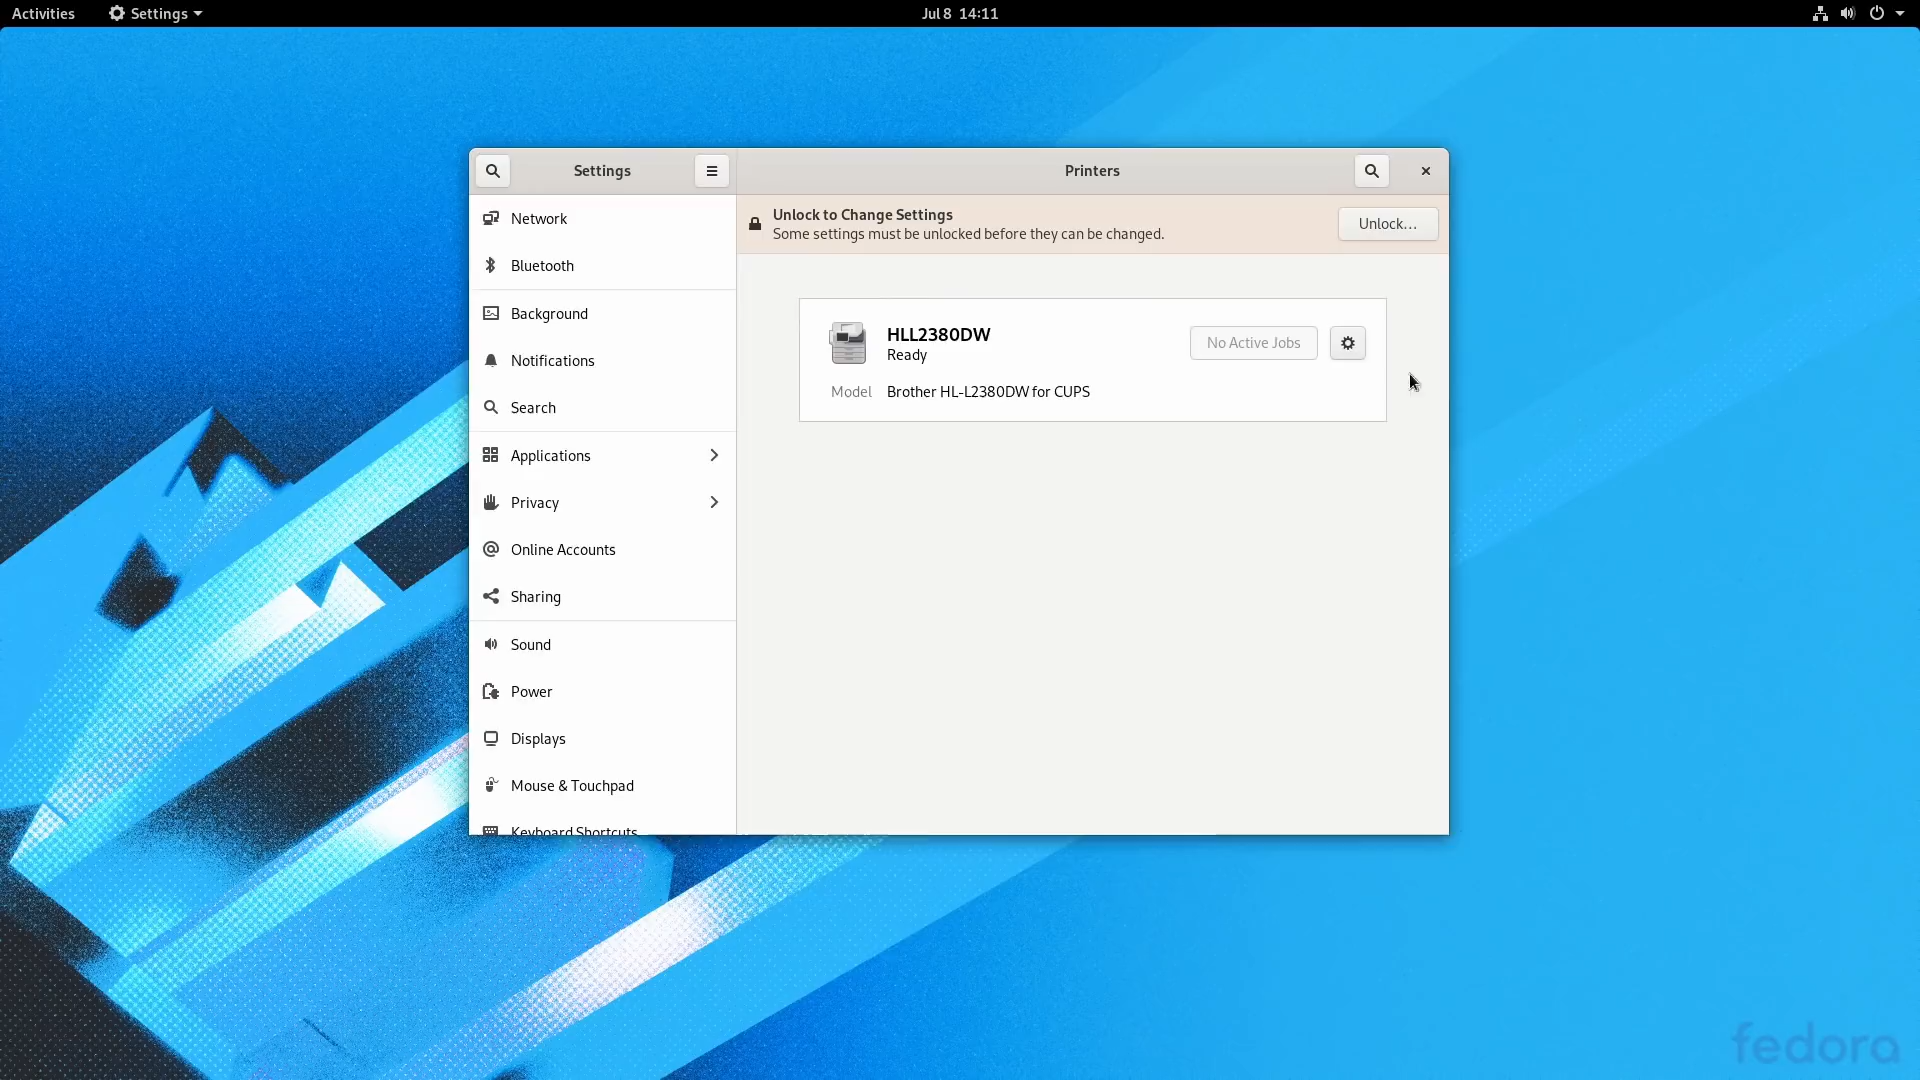 Activities
Settings
Jul 8 14:11
Settings
Printers
Network
Bluetooth
Background
Notifications
Search
Applications
Privacy
Online Accounts
Sharing
Sound
Power
Displays
Mouse & Touchpad
Keyboard Shortcuts
Unlock to Change Settings
Some settings must be unlocked before they can be changed.
Unlock…
HLL2380DW
Ready
No Active Jobs
Model Brother HL-L2380DW for CUPS
fedora